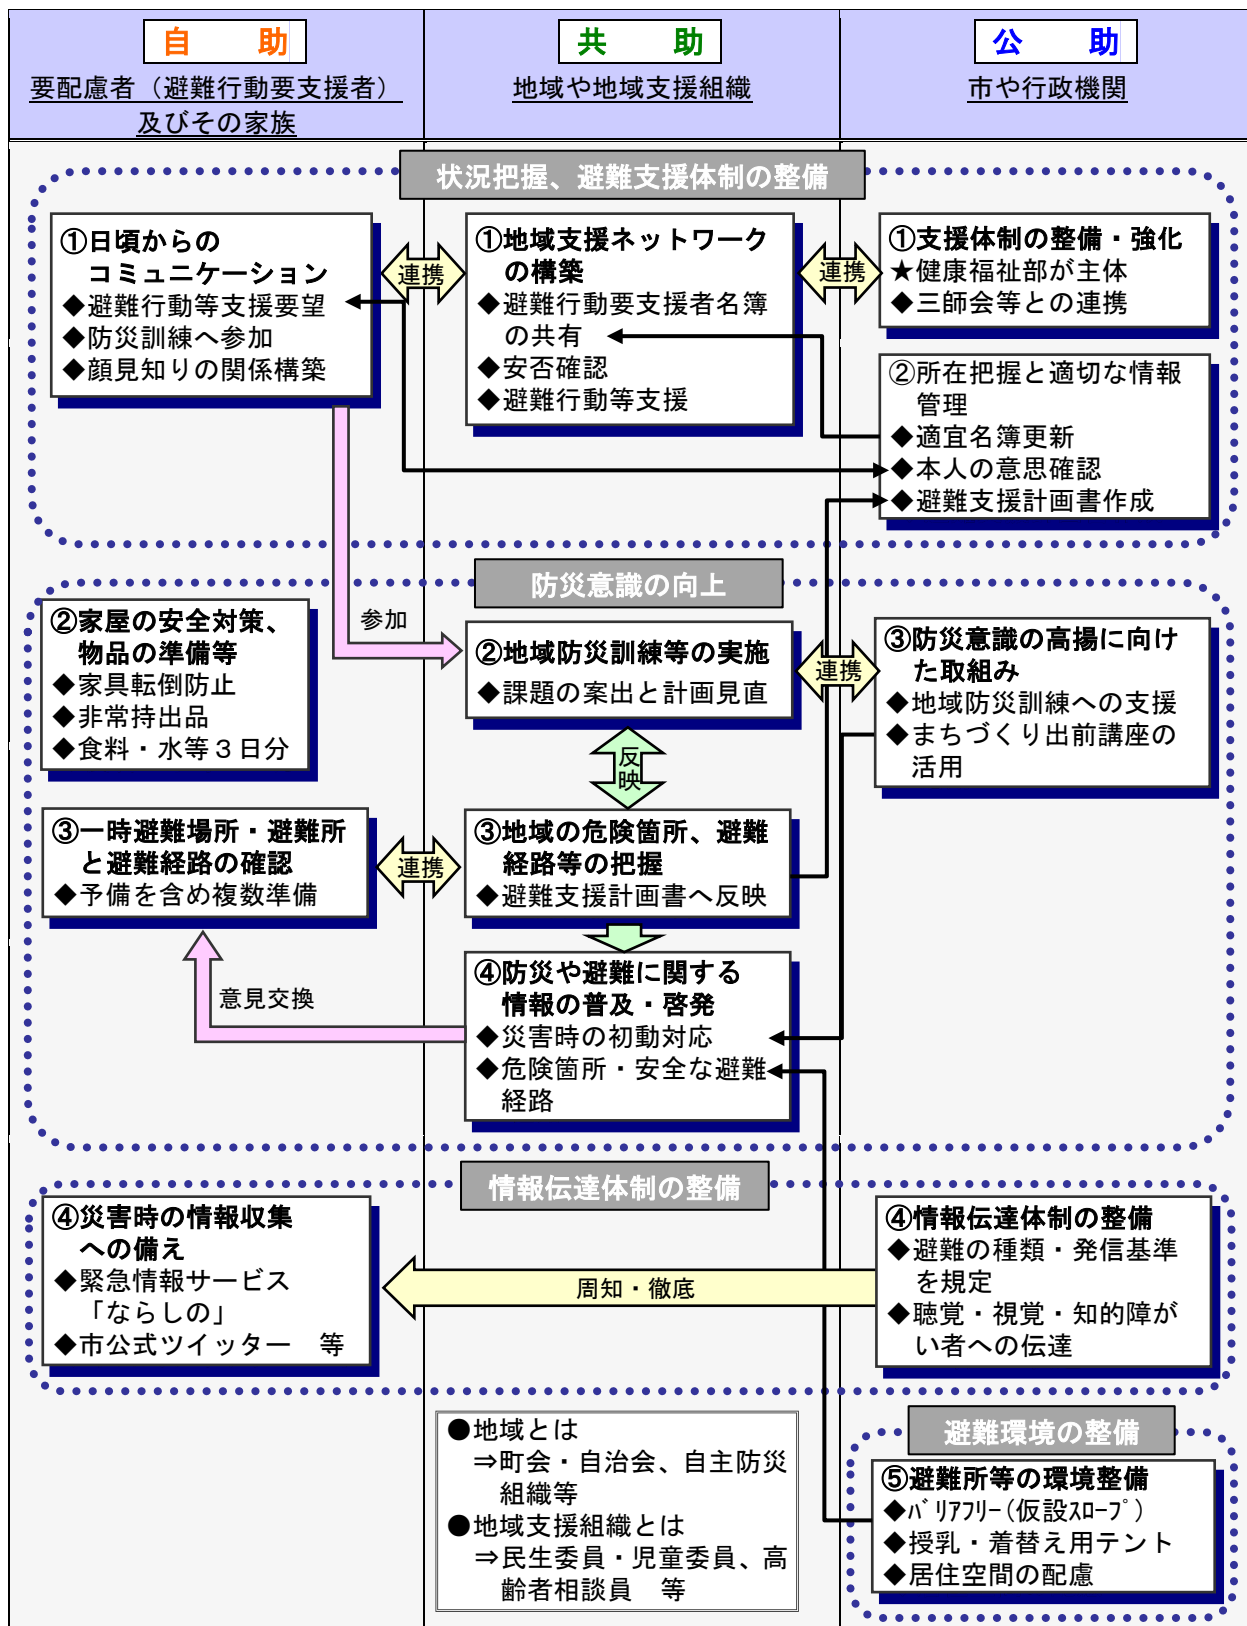 自　　助
要配慮者（避難行動要支援者）
及びその家族
共　　助
地域や地域支援組織
公　　助
市や行政機関
状況把握、避難支援体制の整備
①日頃からの
コミュニケーション
◆避難行動等支援要望
◆防災訓練へ参加
◆顔見知りの関係構築
連携
①地域支援ネットワーク
の構築
◆避難行動要支援者名簿
の共有
◆安否確認
◆避難行動等支援
連携
①支援体制の整備・強化
★健康福祉部が主体
◆三師会等との連携
②所在把握と適切な情報
管理
◆適宜名簿更新
◆本人の意思確認
◆避難支援計画書作成
防災意識の向上
②家屋の安全対策、
物品の準備等
◆家具転倒防止
◆非常持出品
◆食料・水等３日分
参加
②地域防災訓練等の実施
◆課題の案出と計画見直
連携
③防災意識の高揚に向け
た取組み
◆地域防災訓練への支援
◆まちづくり出前講座の
活用
反
映
③一時避難場所・避難所
と避難経路の確認
◆予備を含め複数準備
連携
③地域の危険箇所、避難
経路等の把握
◆避難支援計画書へ反映
意見交換
④防災や避難に関する
情報の普及・啓発
◆災害時の初動対応
◆危険箇所・安全な避難
経路
情報伝達体制の整備
④災害時の情報収集
への備え
◆緊急情報サービス
「ならしの」
◆市公式ツイッター　等
周知・徹底
④情報伝達体制の整備
◆避難の種類・発信基準
を規定
◆聴覚・視覚・知的障が
い者への伝達
●地域とは
⇒町会・自治会、自主防災
組織等
●地域支援組織とは
⇒民生委員・児童委員、高
齢者相談員　等
避難環境の整備
⑤避難所等の環境整備
◆ﾊﾞﾘｱﾌﾘｰ(仮設ｽﾛｰﾌﾟ)
◆授乳・着替え用テント
◆居住空間の配慮